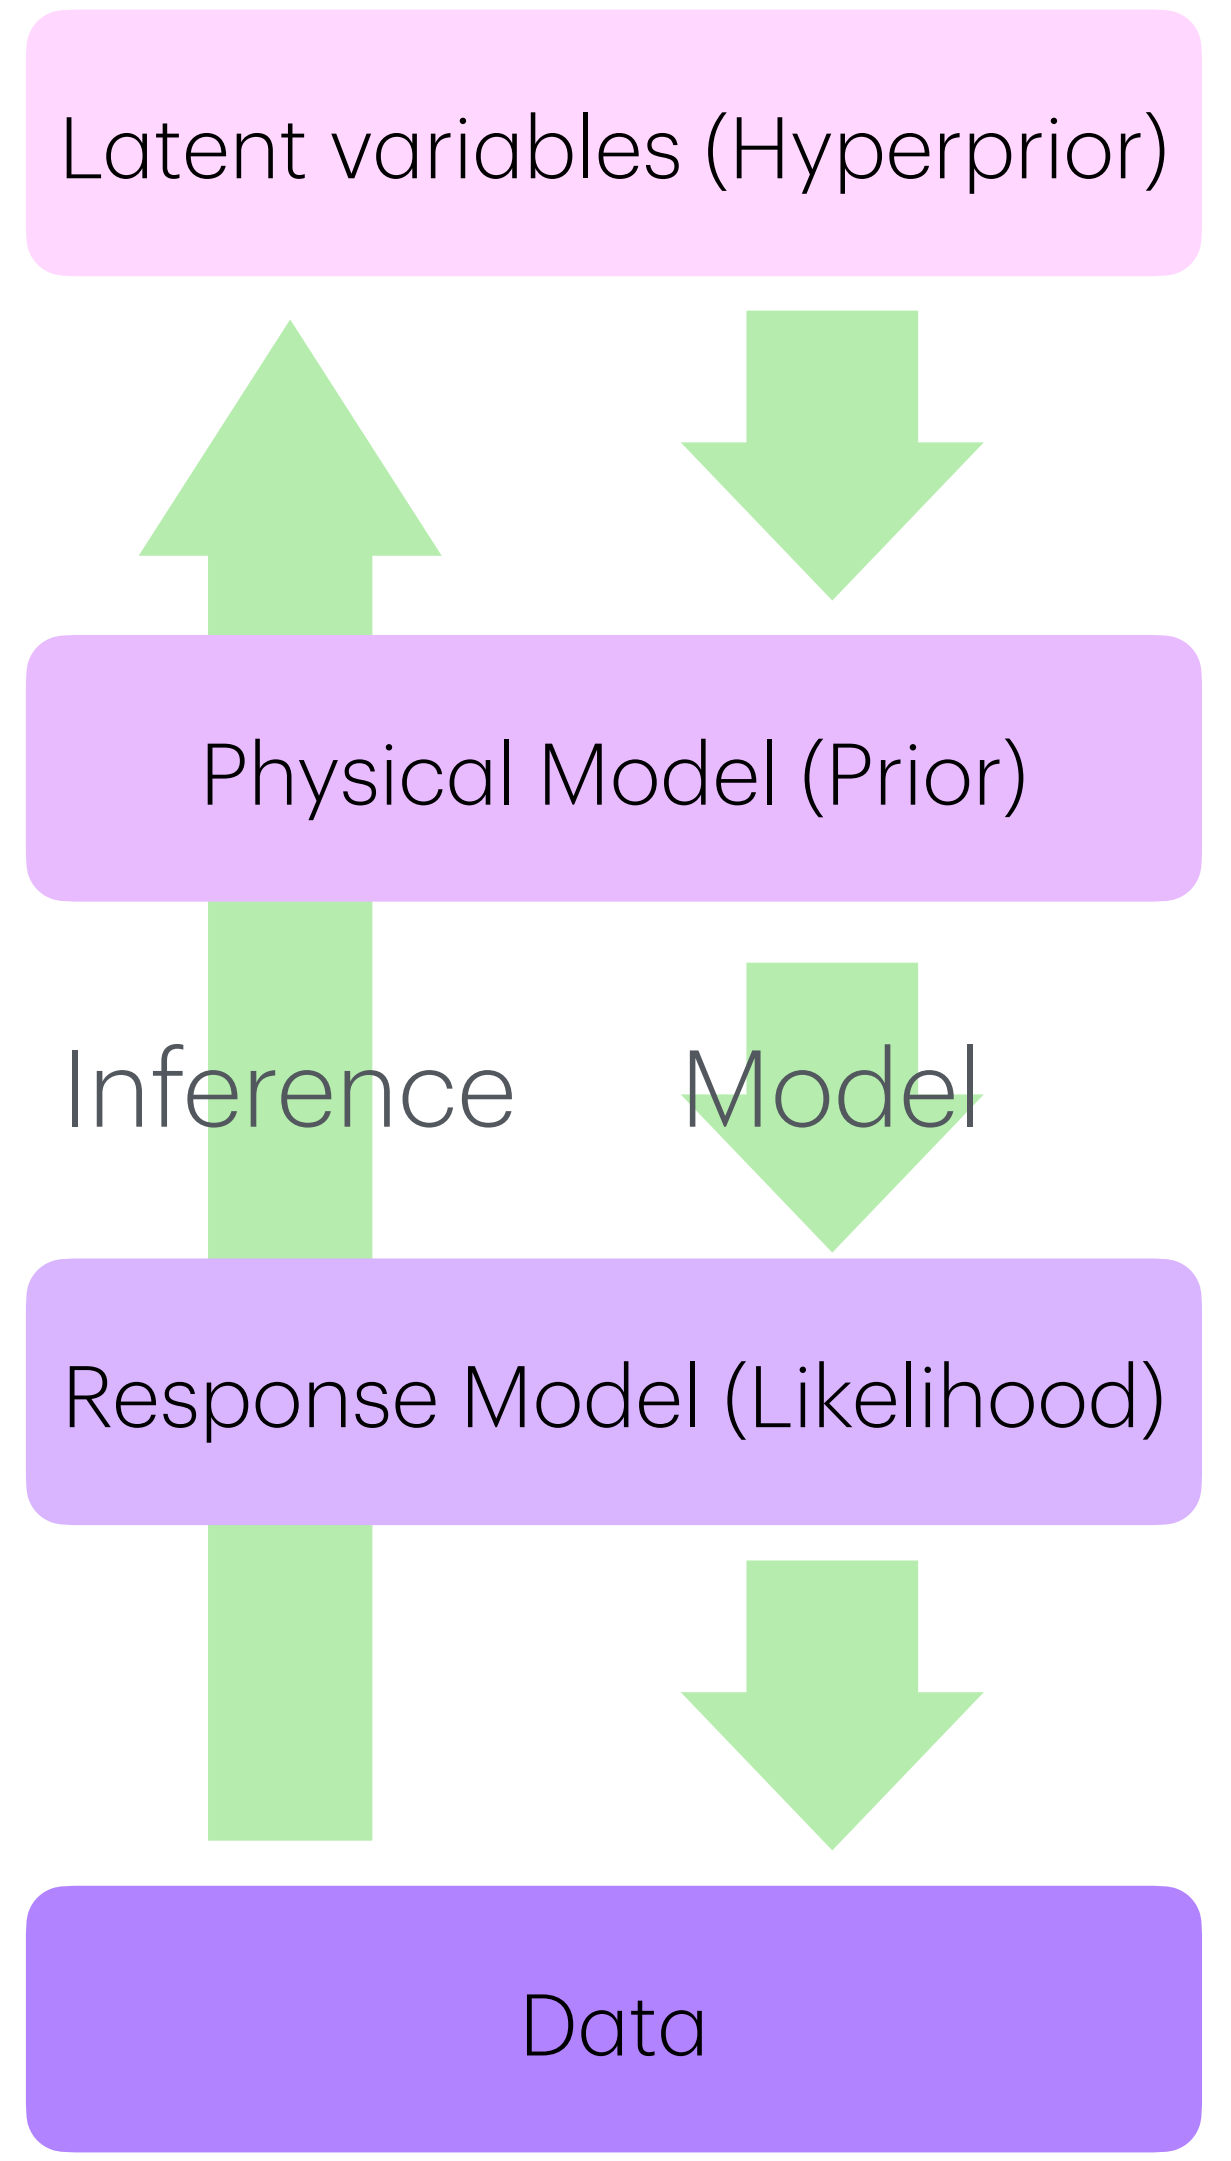 Latent variables (Hyperprior)
Physical Model (Prior)
Inference
Model
Response Model (Likelihood)
Data